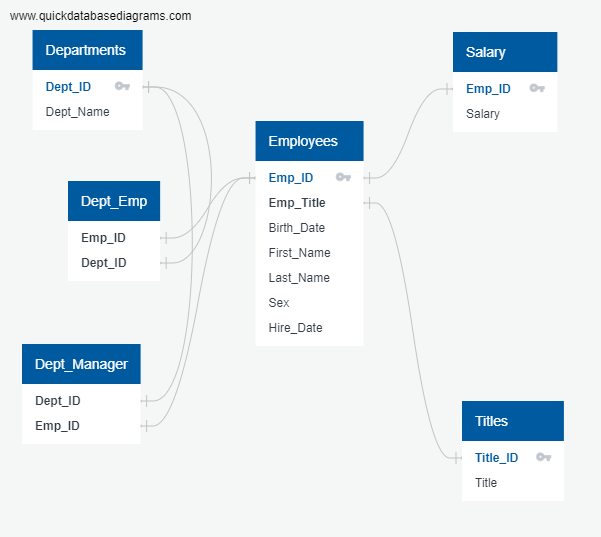 www.quickdatabasediagrams.com
Departments
Dept_ID
Dept_Name
Salary
Emp_ID
Salary
Employees
Emp_ID
Emp_Title
Birth_Date
First_Name
Last_Name
Sex
Hire_Date
Dept_Emp
Emp_ID
Dept_ID
Dept_Manager
Dept_ID
Emp_ID
Titles
Title_ID
Title